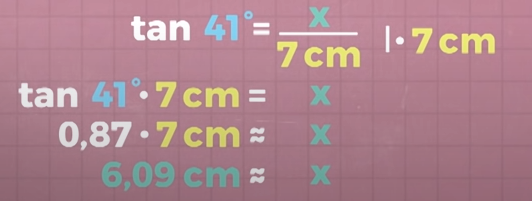 tan 41°= x/7 cm |· 7 cm
tan 41°· 7 cm = x
0,87 · 7 cm ≈ x
6,09 cm ≈ x